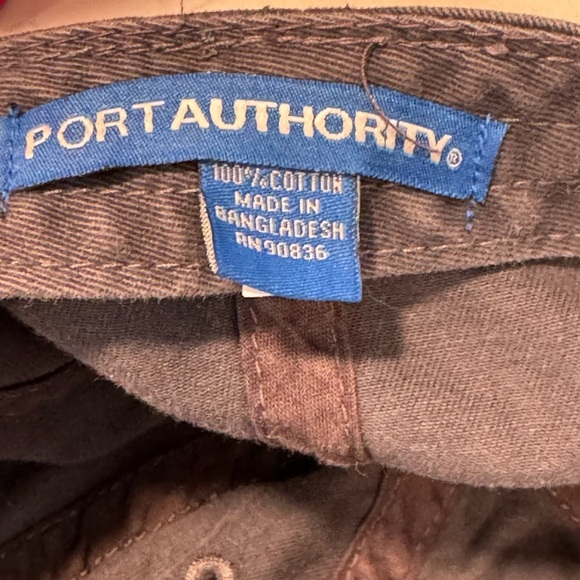 PORT AUTHORITY®
100% COTTON
MADE IN
BANGLADESH
RN 90836